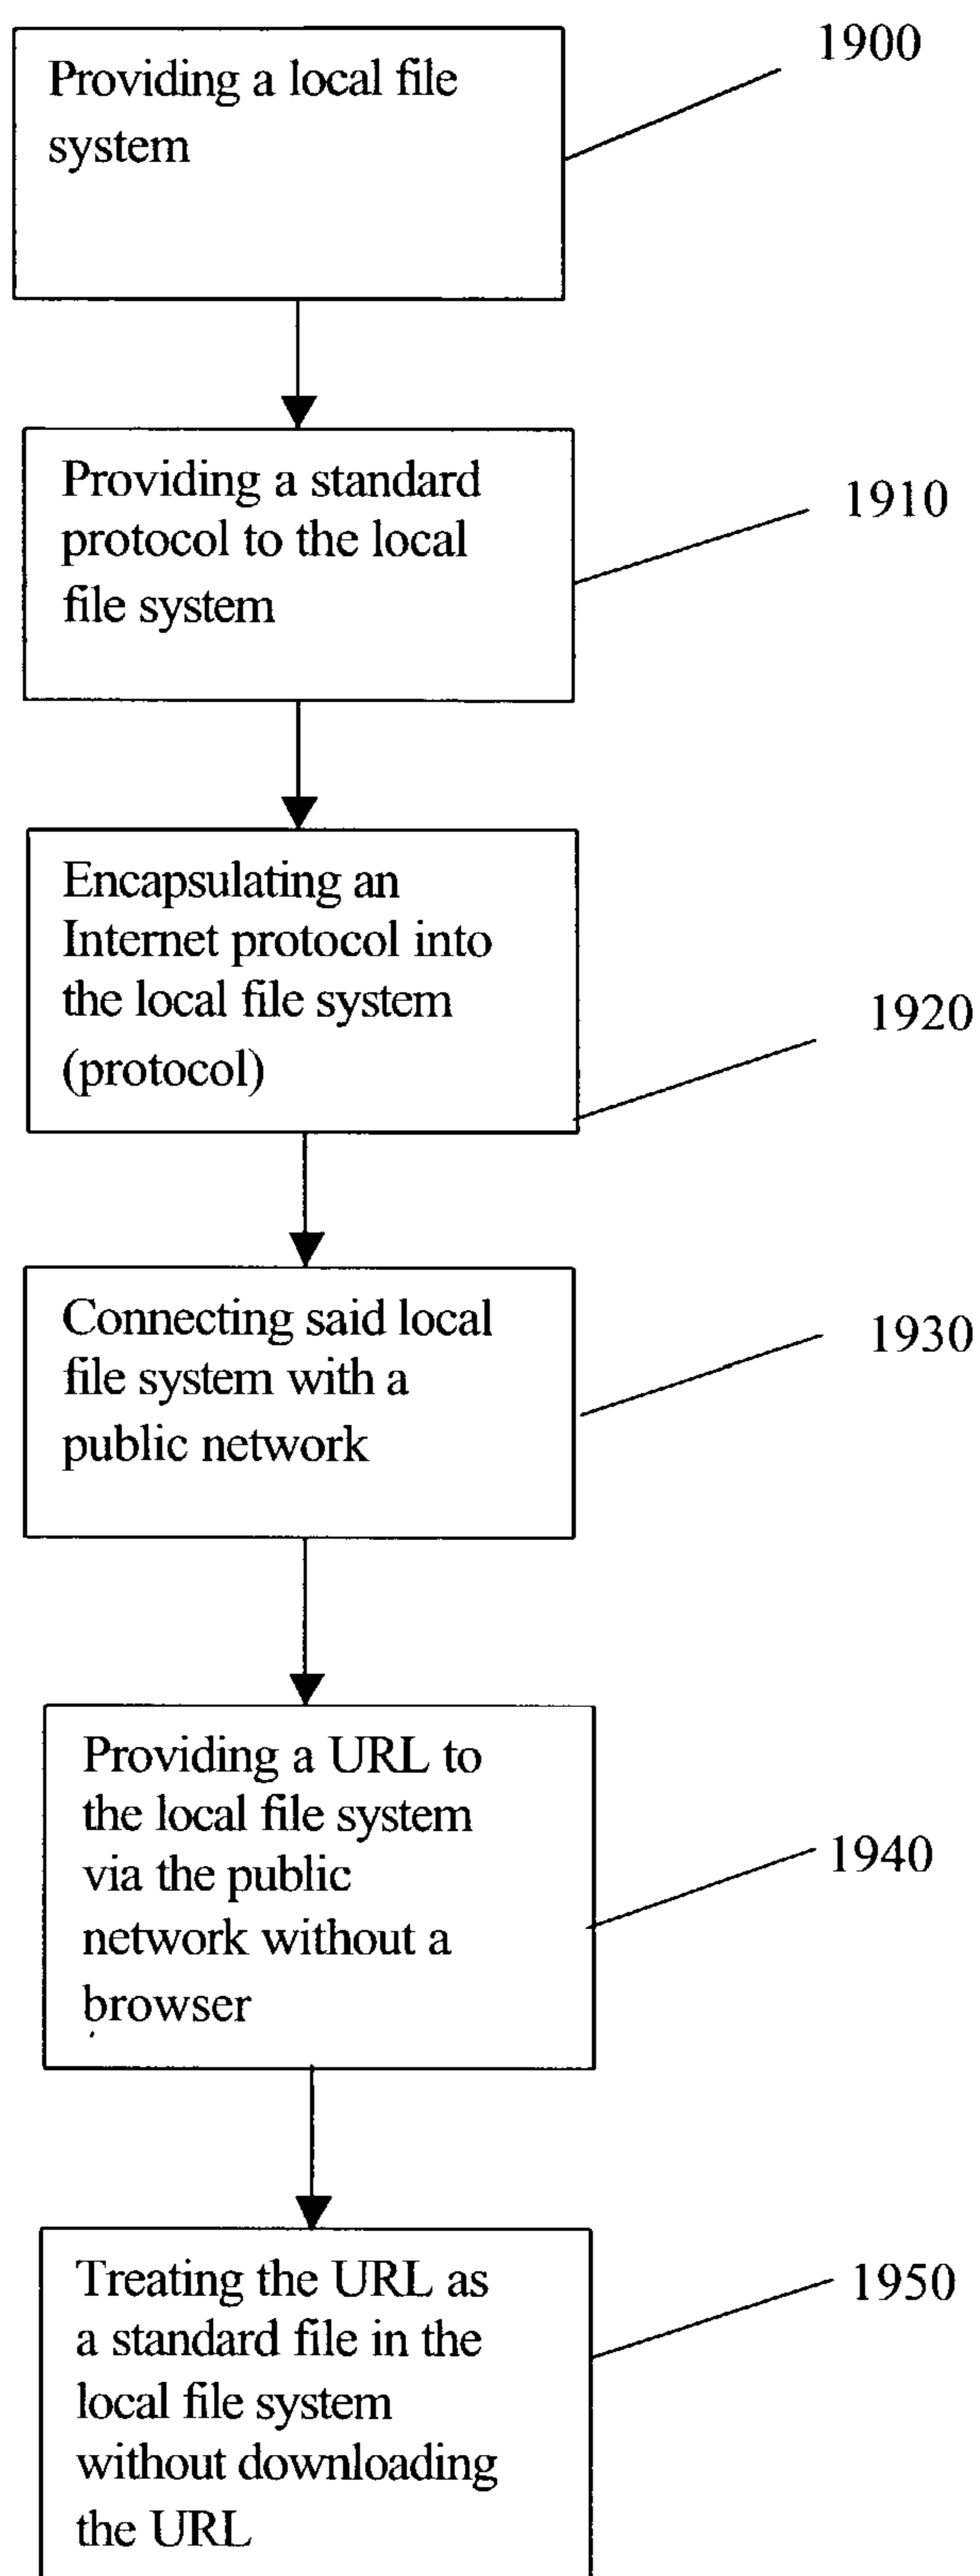 1900
Providing a local file
system
1910
Providing a standard
protocol to the local
file system
Encapsulating an
Internet protocol into
the local file system
(protocol)
1920
Connecting said local
file system with a
public network
1930
Providing a URL to
the local file system
via the public
network without a
browser
1940
Treating the URL as
a standard file in the
local file system
without downloading
the URL
1950